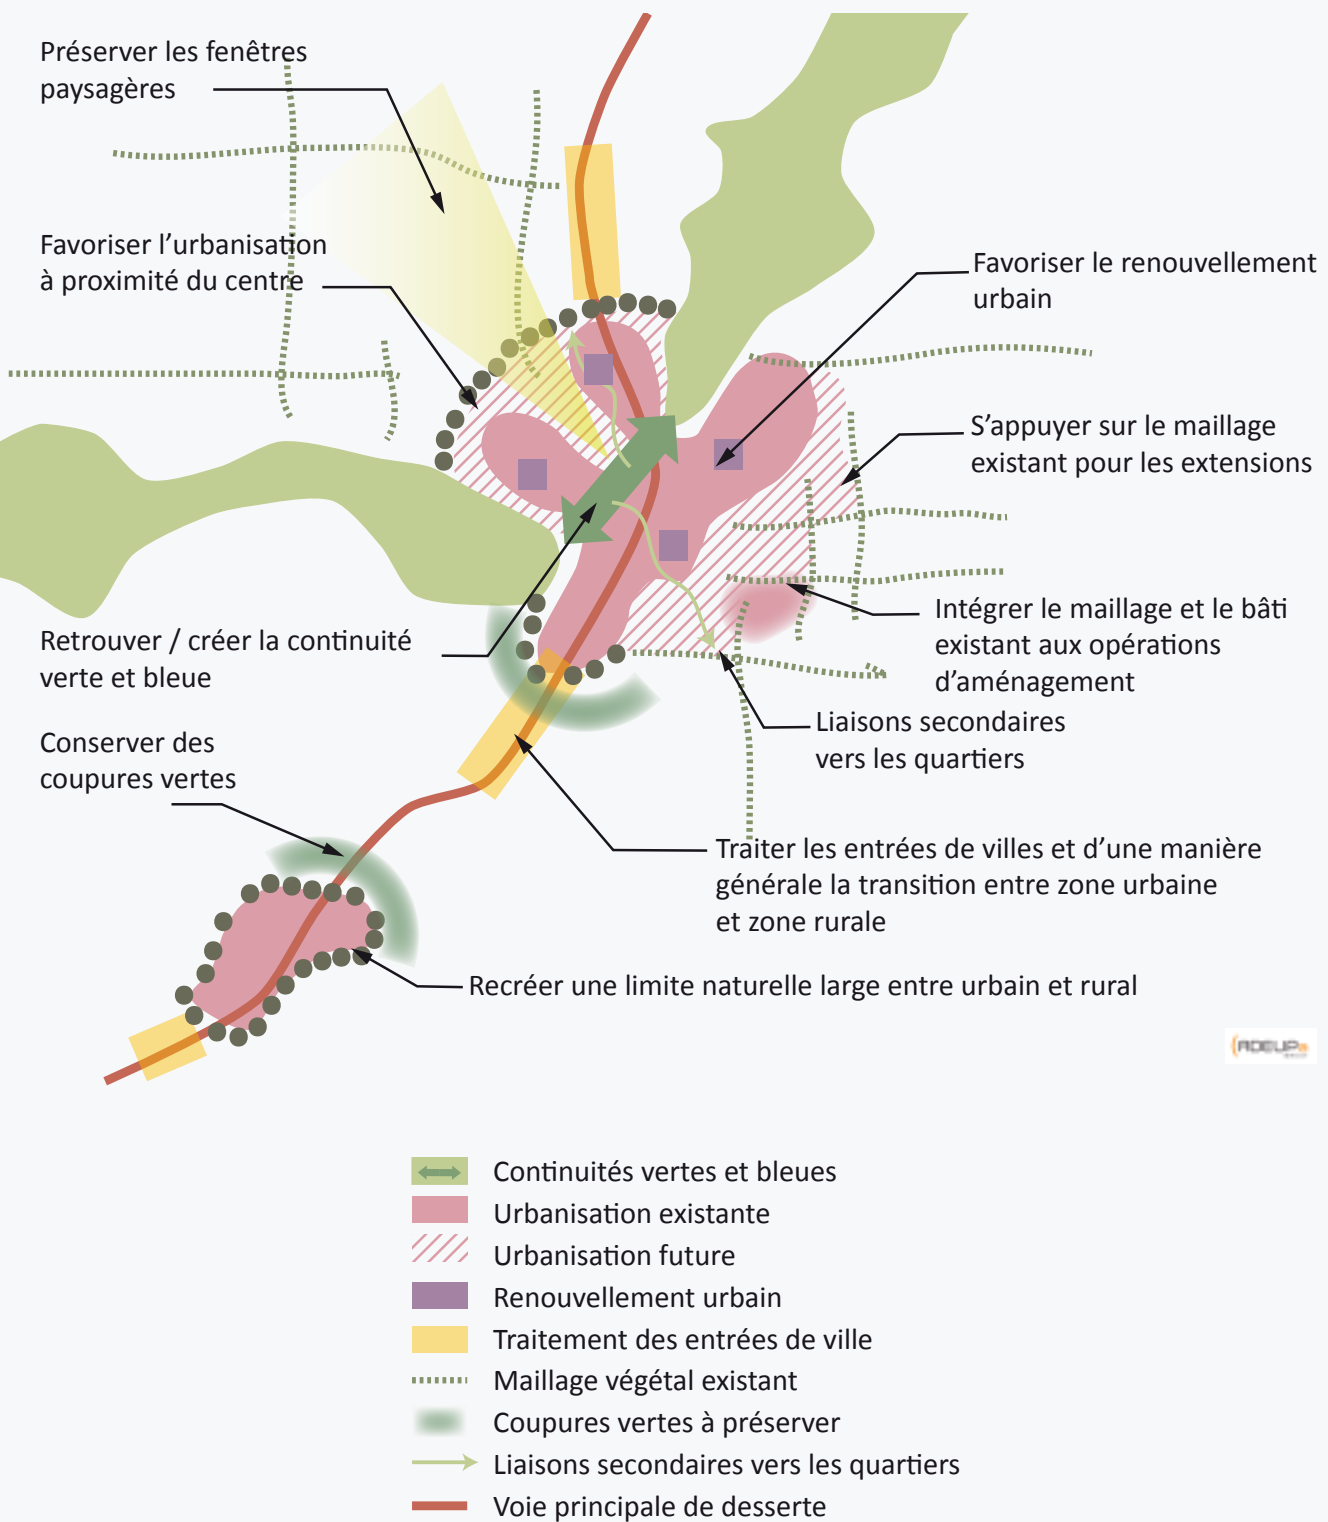 Préserver les fenêtres
paysagères
Favoriser l'urbanisation
à proximité du centre
Favoriser le renouvellement
urbain
S'appuyer sur le maillage
existant pour les extensions
Intégrer le maillage et le bâti
existant aux opérations
d'aménagement
Retrouver / créer la continuité
verte et bleue
Liaisons secondaires
vers les quartiers
Conserver des
coupures vertes
Traiter les entrées de villes et d'une manière
générale la transition entre zone urbaine
et zone rurale
Recréer une limite naturelle large entre urbain et rural
ADEUPa
Continuités vertes et bleues
Urbanisation existante
Urbanisation future
Renouvellement urbain
Traitement des entrées de ville
Maillage végétal existant
Coupures vertes à préserver
Liaisons secondaires vers les quartiers
Voie principale de desserte